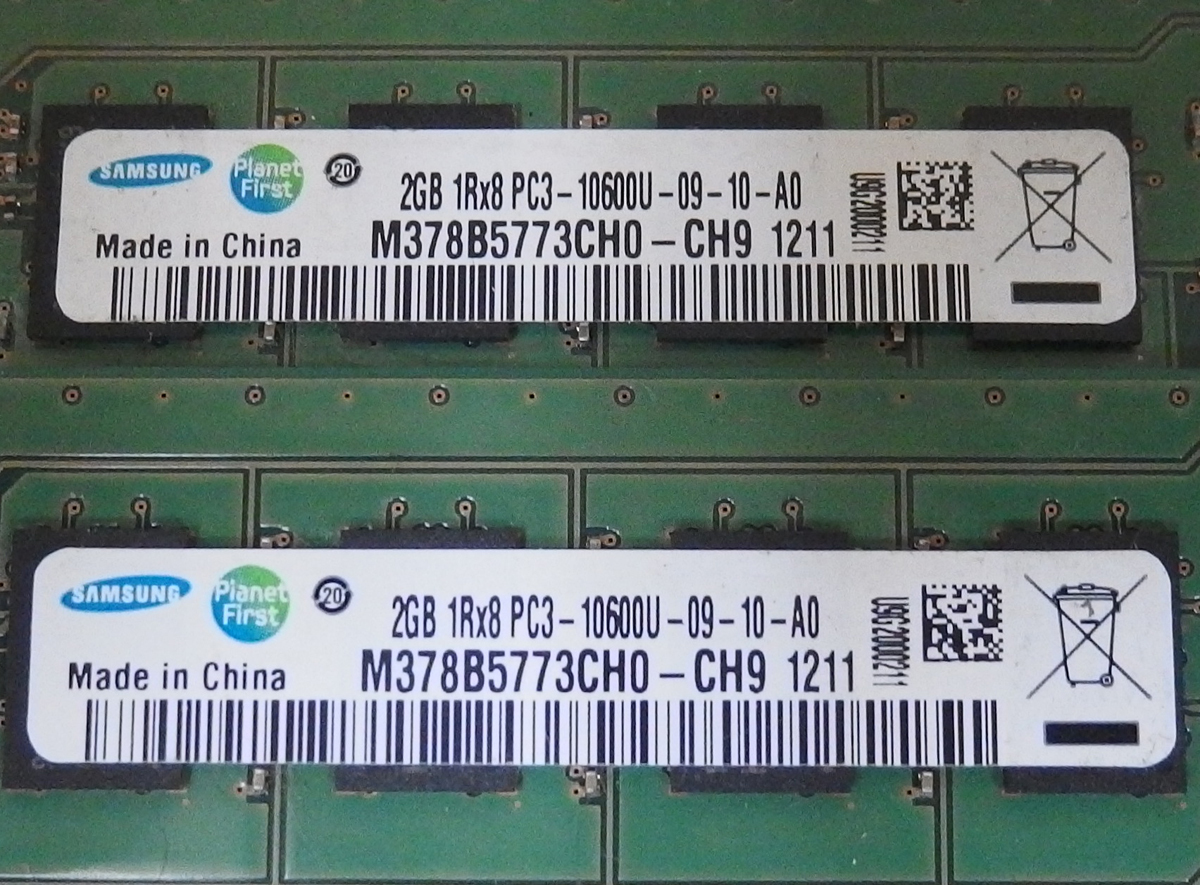 SAMSUNG
Planet First
20
2GB 1Rx8 PC3-10600U-09-10-A0
Made in China
M378B5773CH0-CH9 1211
SAMSUNG
Planet First
20
2GB 1Rx8 PC3-10600U-09-10-A0
Made in China
M378B5773CH0-CH9 1211